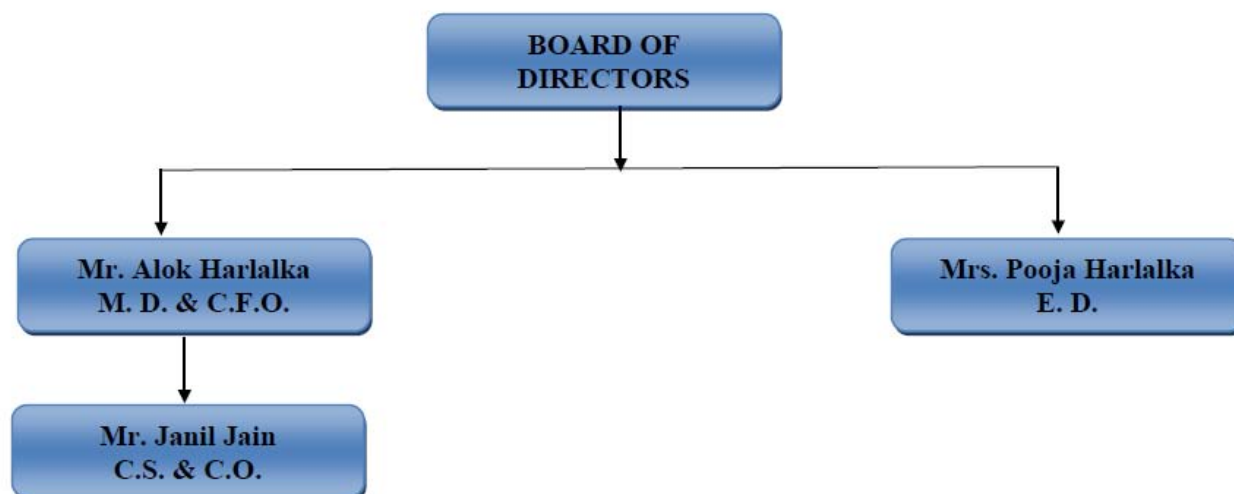 BOARD OF
DIRECTORS
Mr. Alok Harlalka
M. D. & C.F.O.
Mrs. Pooja Harlalka
E. D.
Mr. Janil Jain
C.S. & C.O.